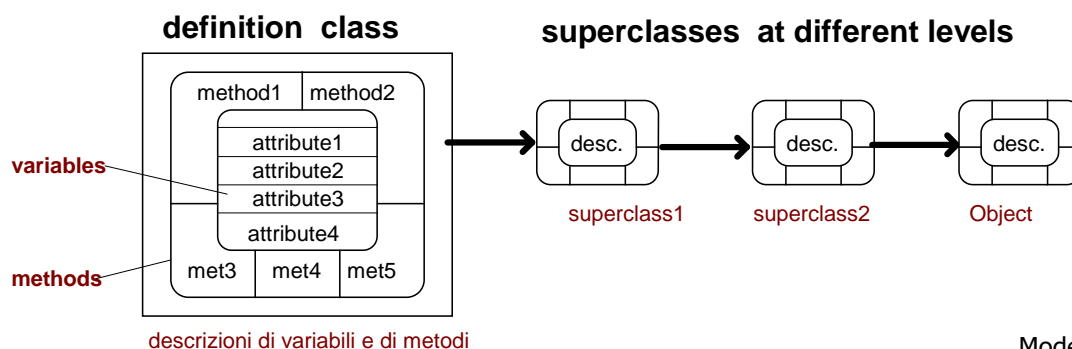 definition class
superclasses at different levels
method1
method2
attribute1
attribute2
attribute3
attribute4
met3
met4
met5
variables
methods
descrizioni di variabili e di metodi
desc.
desc.
desc.
superclass1
superclass2
Object
Mode